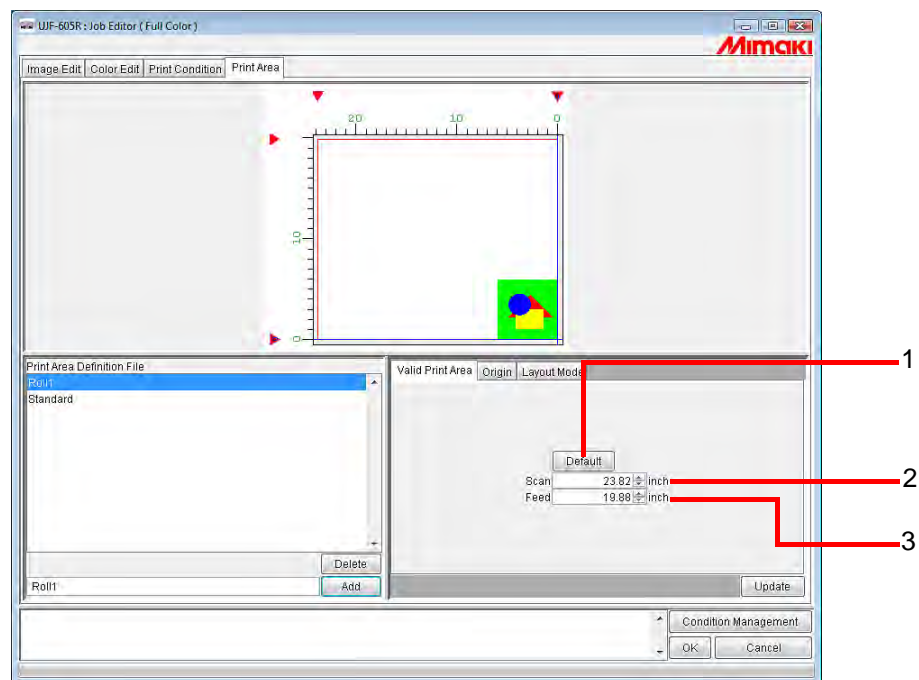 UJF-605R : Job Editor ( Full Color )
Mimaki
Image Edit Color Edit Print Condition Print Area
20 10 0
10
0
Print Area Definition File
Roll1
Standard
Delete
Roll1 Add
Valid Print Area Origin Layout Mode
Default
Scan 23.82 inch
Feed 19.88 inch
Update
1
2
3
Condition Management
OK Cancel